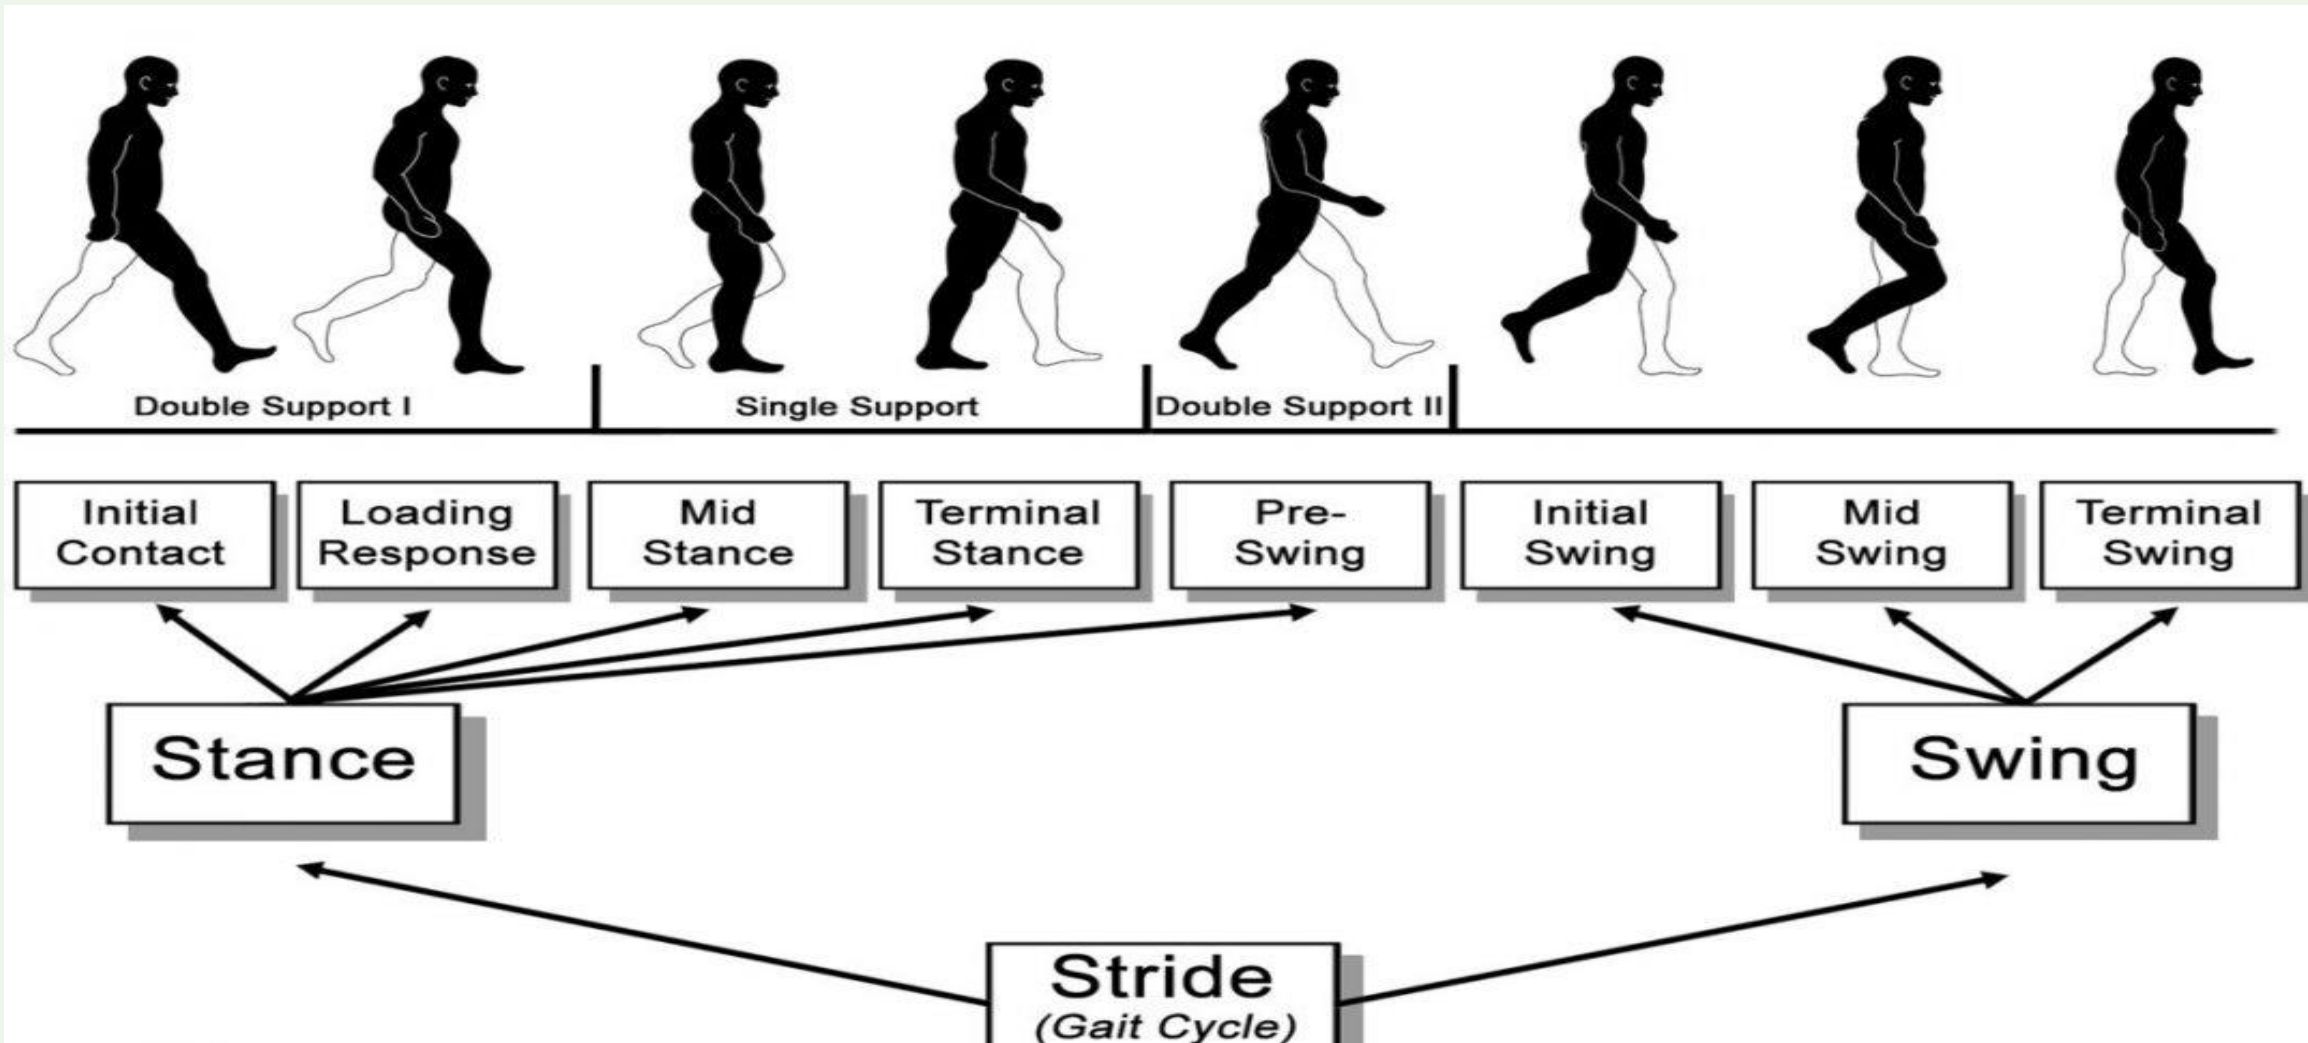 Double Support I
Single Support
Double Support II
Initial
Contact
Loading
Response
Mid
Stance
Terminal
Stance
Pre-
Swing
Initial
Swing
Mid
Swing
Terminal
Swing
Stance
Swing
Stride
(Gait Cycle)